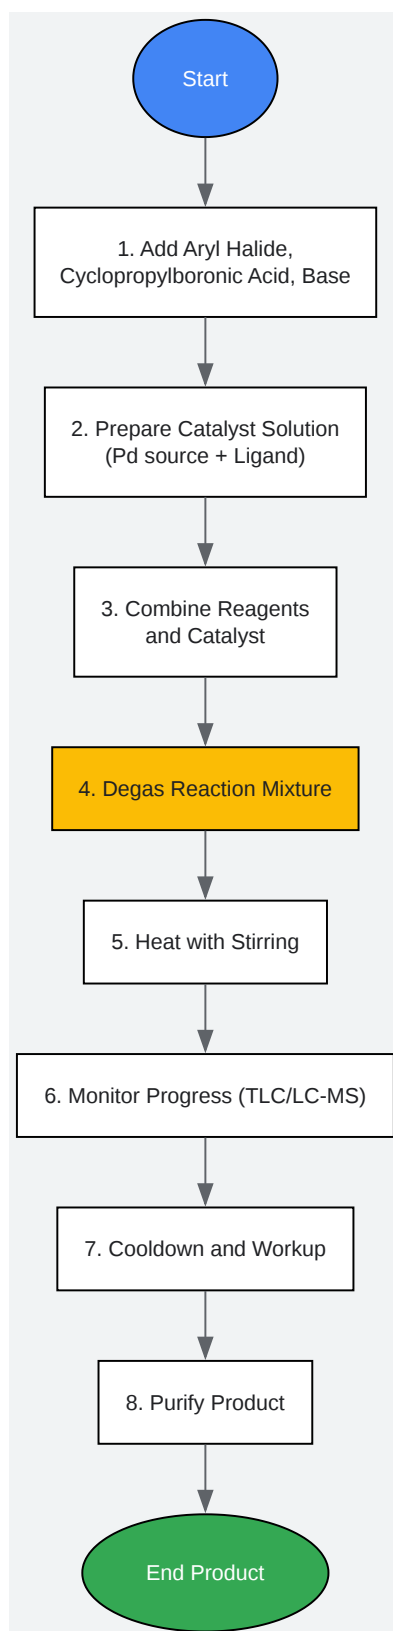 Start
1. Add Aryl Halide,
Cyclopropylboronic Acid, Base
2. Prepare Catalyst Solution
(Pd source + Ligand)
3. Combine Reagents
and Catalyst
4. Degas Reaction Mixture
5. Heat with Stirring
6. Monitor Progress (TLC/LC-MS)
7. Cooldown and Workup
8. Purify Product
End Product